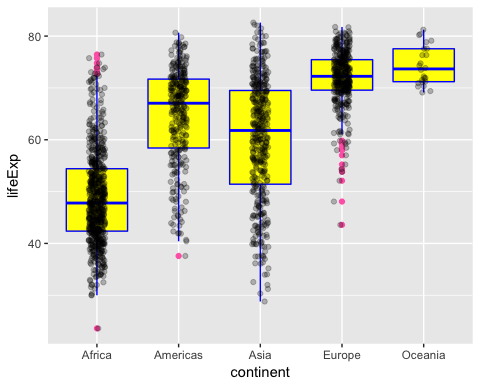 80
60
40
lifeExp
Africa Americas Asia Europe Oceania
continent